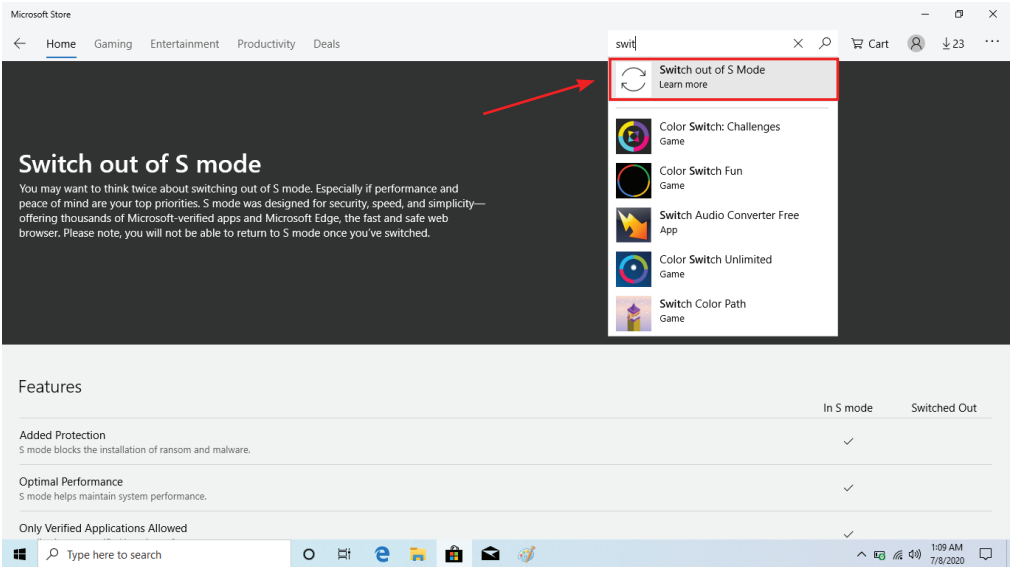 Microsoft Store
Home Gaming Entertainment Productivity Deals
swit
Cart
23
Switch out of S Mode
Learn more
Color Switch: Challenges
Game
Color Switch Fun
Game
Switch Audio Converter Free
App
Color Switch Unlimited
Game
Switch Color Path
Game
Switch out of S mode
You may want to think twice about switching out of S mode. Especially if performance and
peace of mind are your top priorities. S mode was designed for security, speed, and simplicity—
offering thousands of Microsoft-verified apps and Microsoft Edge, the fast and safe web
browser. Please note, you will not be able to return to S mode once you've switched.
Features
In S mode Switched Out
Added Protection
S mode blocks the installation of ransom and malware.
Optimal Performance
S mode helps maintain system performance.
Only Verified Applications Allowed
Type here to search
1:09 AM
7/8/2020